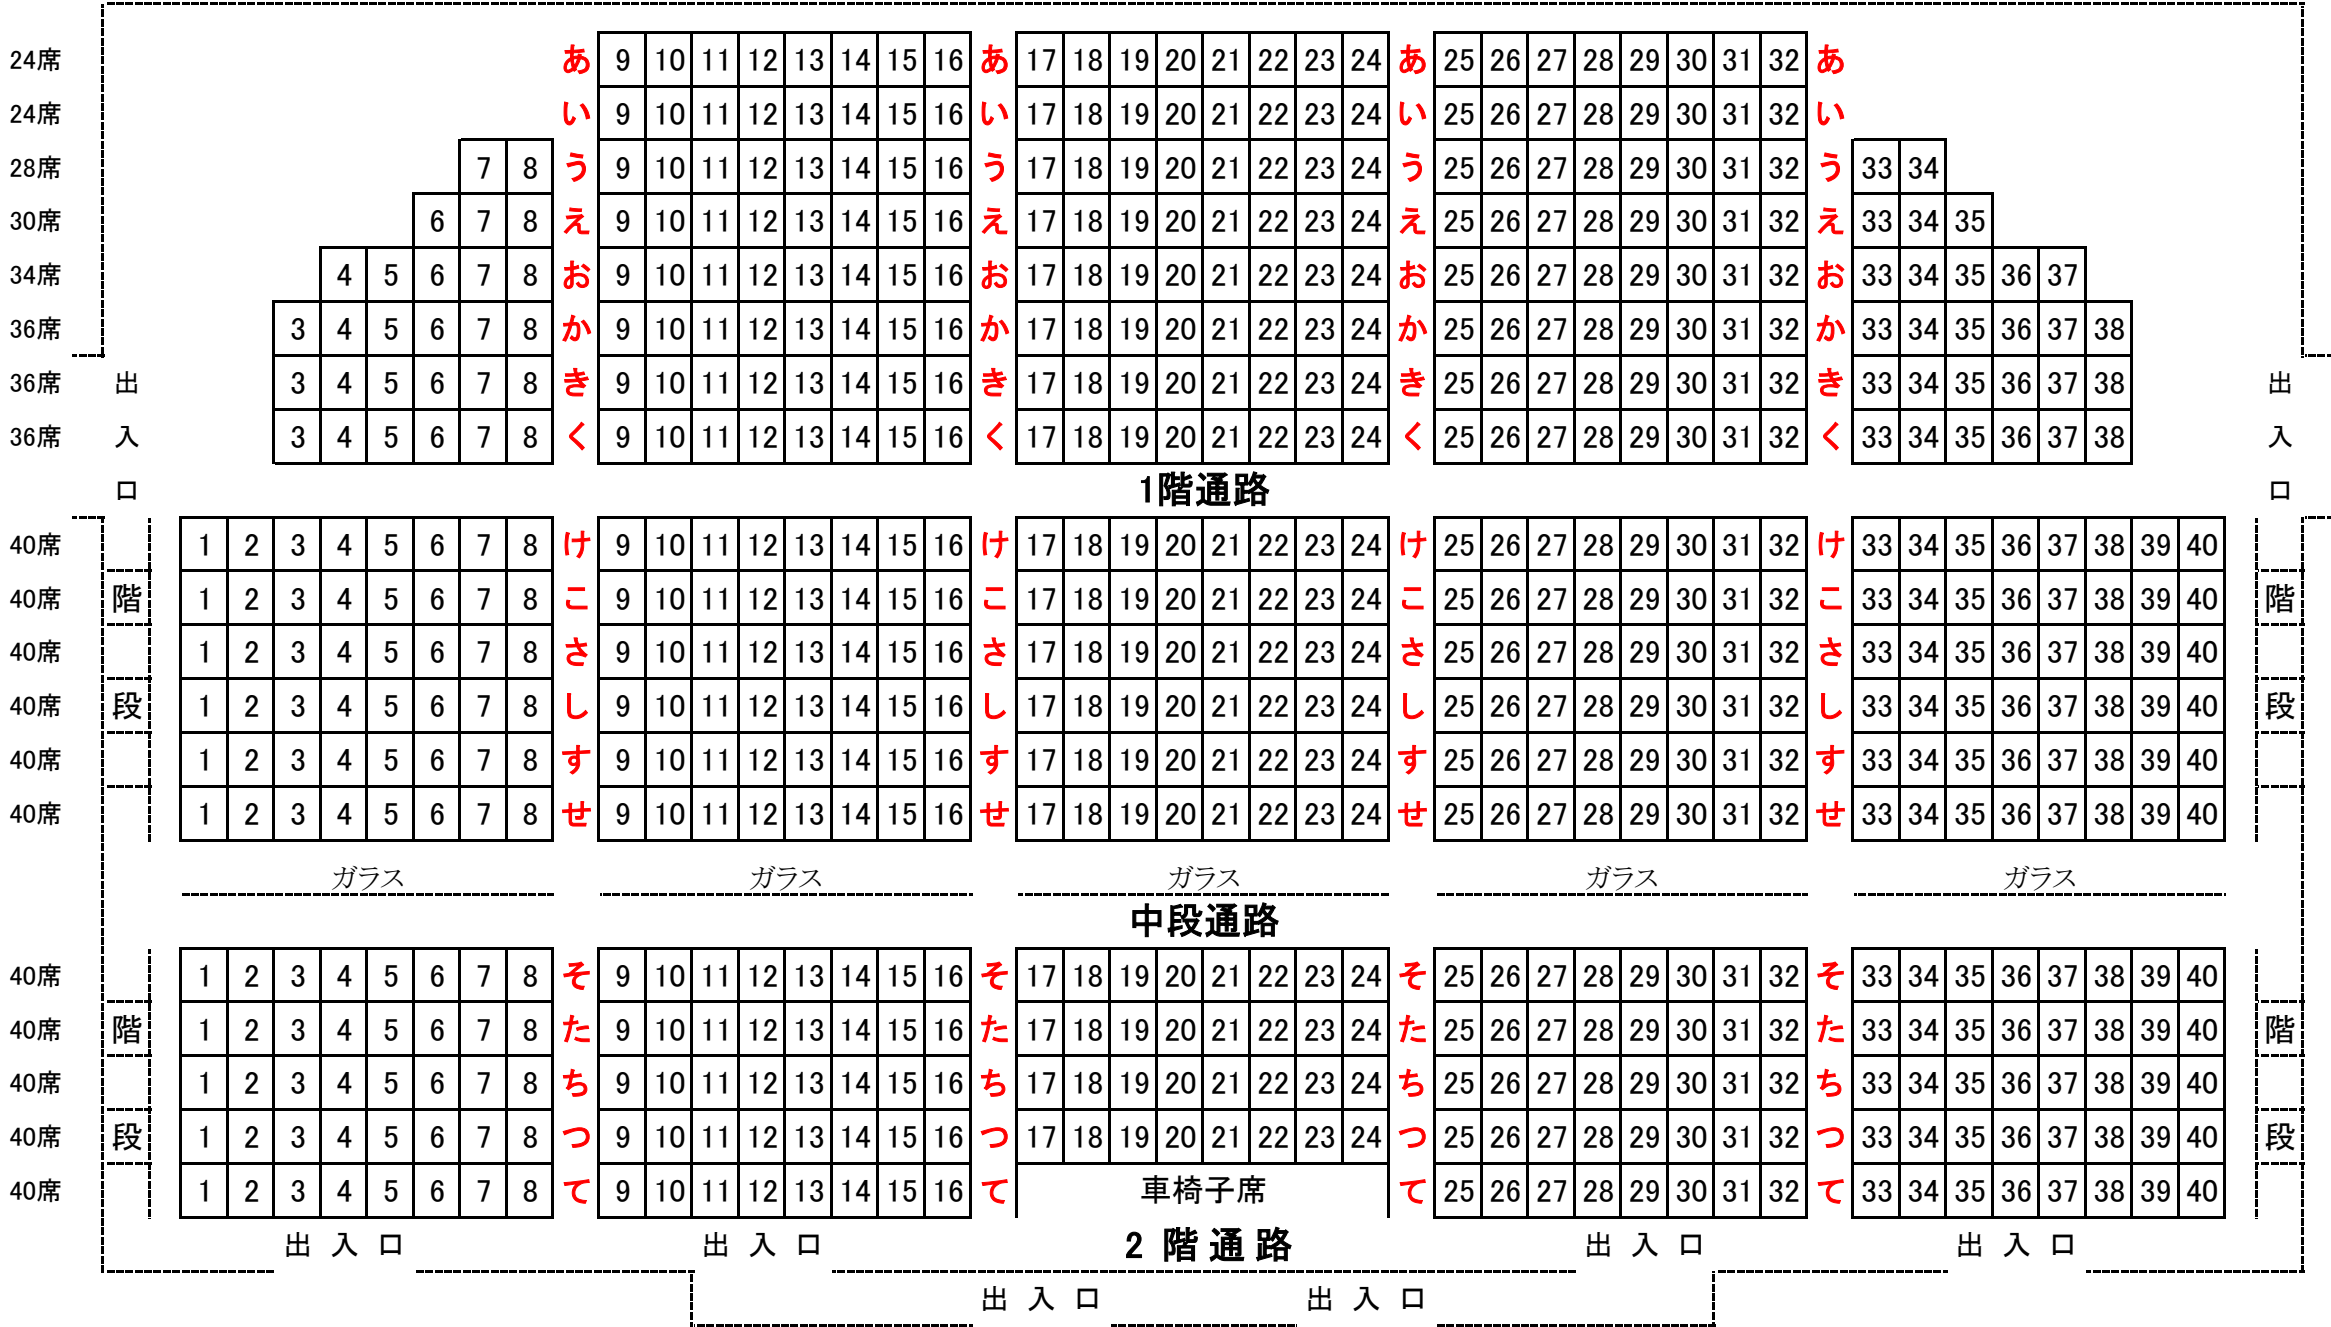 24席 あ 9 10 11 12 13 14 15 16 あ 17 18 19 20 21 22 23 24 あ 25 26 27 28 29 30 31 32 あ
24席 い 9 10 11 12 13 14 15 16 い 17 18 19 20 21 22 23 24 い 25 26 27 28 29 30 31 32 い
28席 7 8 う 9 10 11 12 13 14 15 16 う 17 18 19 20 21 22 23 24 う 25 26 27 28 29 30 31 32 う 33 34
30席 6 7 8 え 9 10 11 12 13 14 15 16 え 17 18 19 20 21 22 23 24 え 25 26 27 28 29 30 31 32 え 33 34 35
34席 4 5 6 7 8 お 9 10 11 12 13 14 15 16 お 17 18 19 20 21 22 23 24 お 25 26 27 28 29 30 31 32 お 33 34 35 36 37
36席 3 4 5 6 7 8 か 9 10 11 12 13 14 15 16 か 17 18 19 20 21 22 23 24 か 25 26 27 28 29 30 31 32 か 33 34 35 36 37 38
36席 出 3 4 5 6 7 8 き 9 10 11 12 13 14 15 16 き 17 18 19 20 21 22 23 24 き 25 26 27 28 29 30 31 32 き 33 34 35 36 37 38 出
36席 入 3 4 5 6 7 8 く 9 10 11 12 13 14 15 16 く 17 18 19 20 21 22 23 24 く 25 26 27 28 29 30 31 32 く 33 34 35 36 37 38 入
口 1階通路 口
40席 1 2 3 4 5 6 7 8 け 9 10 11 12 13 14 15 16 け 17 18 19 20 21 22 23 24 け 25 26 27 28 29 30 31 32 け 33 34 35 36 37 38 39 40
40席 階 1 2 3 4 5 6 7 8 こ 9 10 11 12 13 14 15 16 こ 17 18 19 20 21 22 23 24 こ 25 26 27 28 29 30 31 32 こ 33 34 35 36 37 38 39 40 階
40席 1 2 3 4 5 6 7 8 さ 9 10 11 12 13 14 15 16 さ 17 18 19 20 21 22 23 24 さ 25 26 27 28 29 30 31 32 さ 33 34 35 36 37 38 39 40
40席 段 1 2 3 4 5 6 7 8 し 9 10 11 12 13 14 15 16 し 17 18 19 20 21 22 23 24 し 25 26 27 28 29 30 31 32 し 33 34 35 36 37 38 39 40 段
40席 1 2 3 4 5 6 7 8 す 9 10 11 12 13 14 15 16 す 17 18 19 20 21 22 23 24 す 25 26 27 28 29 30 31 32 す 33 34 35 36 37 38 39 40
40席 1 2 3 4 5 6 7 8 せ 9 10 11 12 13 14 15 16 せ 17 18 19 20 21 22 23 24 せ 25 26 27 28 29 30 31 32 せ 33 34 35 36 37 38 39 40
ガラス ガラス ガラス ガラス ガラス
中段通路
40席 1 2 3 4 5 6 7 8 そ 9 10 11 12 13 14 15 16 そ 17 18 19 20 21 22 23 24 そ 25 26 27 28 29 30 31 32 そ 33 34 35 36 37 38 39 40
40席 階 1 2 3 4 5 6 7 8 た 9 10 11 12 13 14 15 16 た 17 18 19 20 21 22 23 24 た 25 26 27 28 29 30 31 32 た 33 34 35 36 37 38 39 40 階
40席 1 2 3 4 5 6 7 8 ち 9 10 11 12 13 14 15 16 ち 17 18 19 20 21 22 23 24 ち 25 26 27 28 29 30 31 32 ち 33 34 35 36 37 38 39 40
40席 段 1 2 3 4 5 6 7 8 つ 9 10 11 12 13 14 15 16 つ 17 18 19 20 21 22 23 24 つ 25 26 27 28 29 30 31 32 つ 33 34 35 36 37 38 39 40 段
40席 1 2 3 4 5 6 7 8 て 9 10 11 12 13 14 15 16 て 車椅子席 て 25 26 27 28 29 30 31 32 て 33 34 35 36 37 38 39 40
出 入 口 出 入 口 2 階 通 路 出 入 口 出 入 口
出 入 口 出 入 口